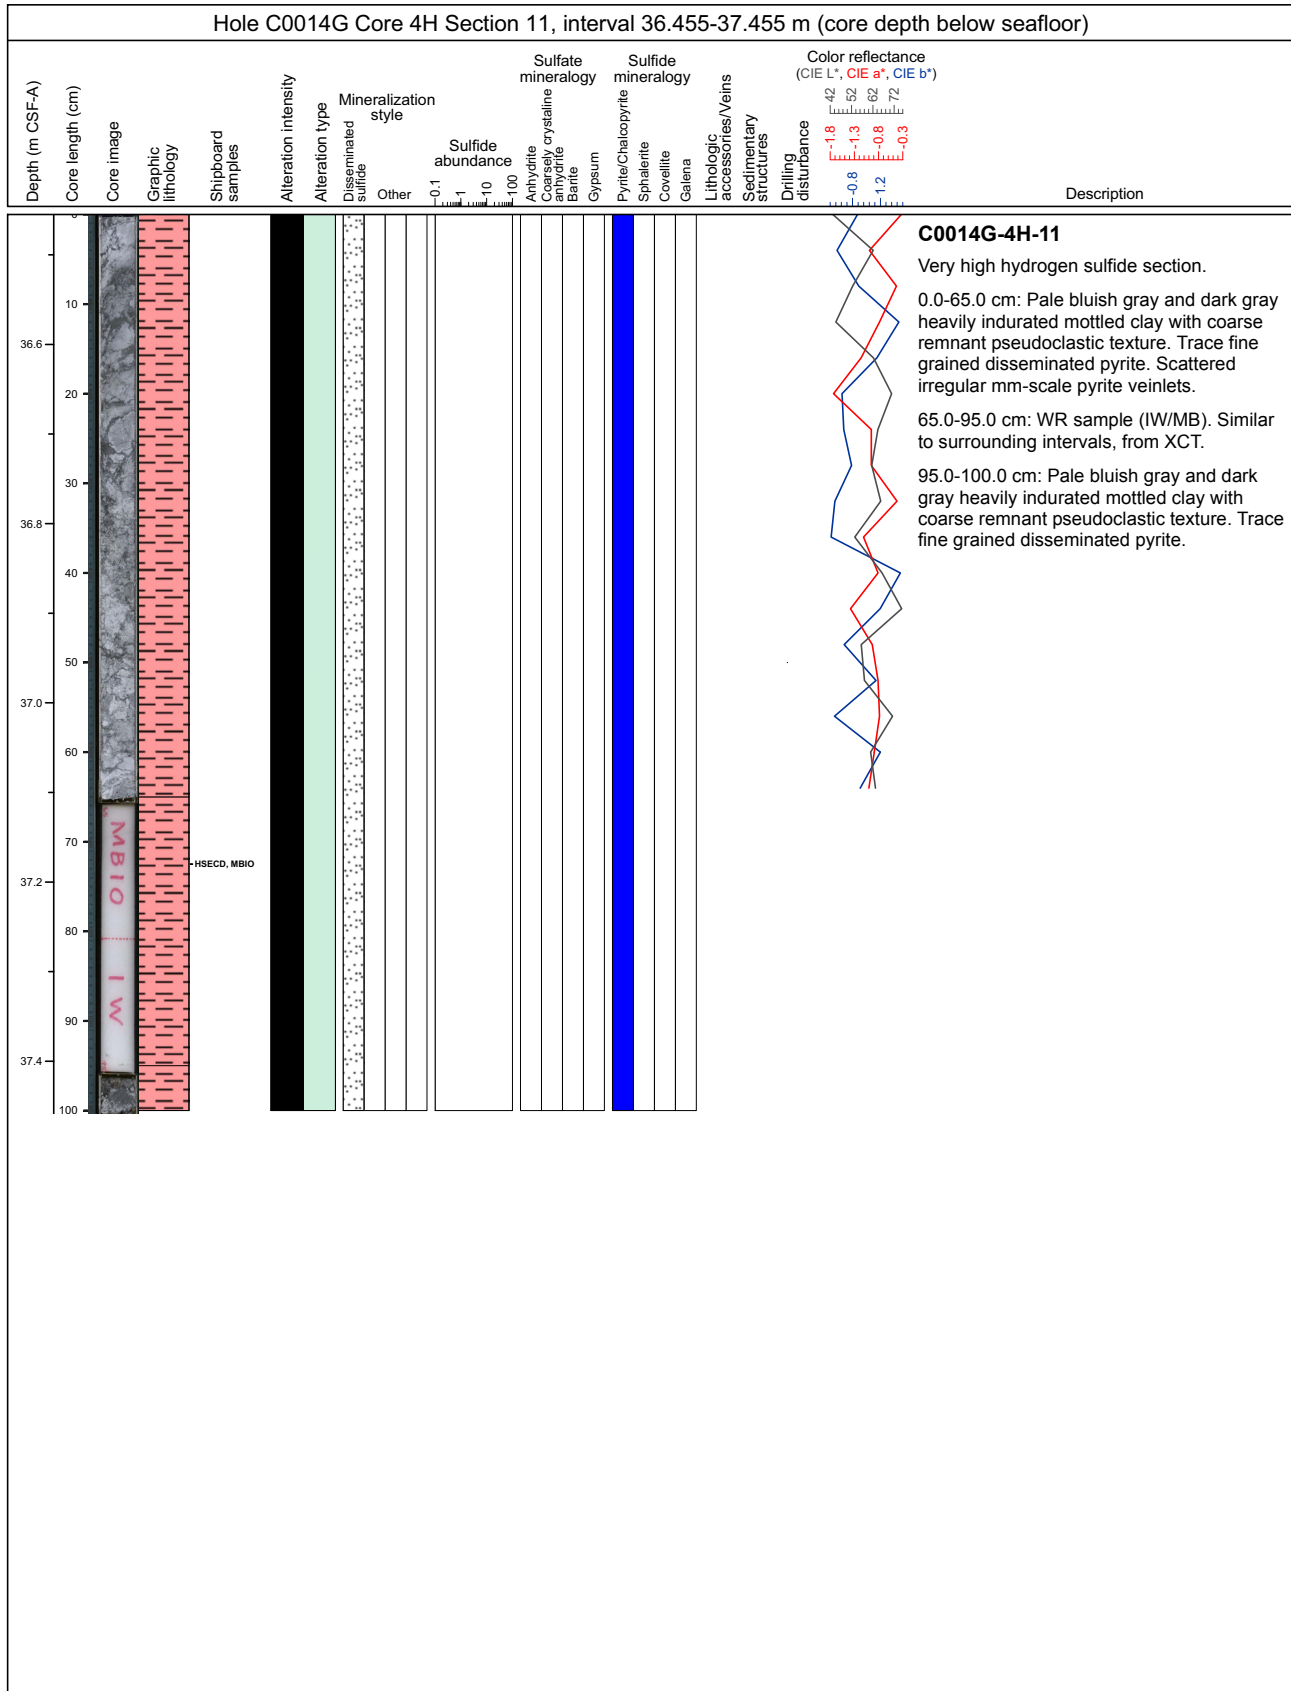 Hole C0014G Core 4H Section 11, interval 36.455-37.455 m (core depth below seafloor)
Depth (m CSF-A)
Core length (cm)
Core image
Graphic
lithology
Shipboard
samples
Alteration intensity
Alteration type
Mineralization
style
Disseminated
sulfide
Other
Sulfide
abundance
0.1
1
10
100
Sulfate
mineralogy
Anhydrite
Coarsely crystaline
anhydrite
Barite
Gypsum
Sulfide
mineralogy
Pyrite/Chalcopyrite
Sphalerite
Covellite
Galena
Lithologic
accessories/Veins
Sedimentary
structures
Drilling
disturbance
Color reflectance
(CIE L*, CIE a*, CIE b*)
42 52 62 72
-1.8 -1.3 -0.8 -0.3
-0.8 1.2
Description
0
10
20
30
40
50
60
70
80
90
100
36.6
36.8
37.0
37.2
37.4
MBIO
IW
HSECD, MBIO
C0014G-4H-11
Very high hydrogen sulfide section.
0.0-65.0 cm: Pale bluish gray and dark gray
heavily indurated mottled clay with coarse
remnant pseudoclastic texture. Trace fine
grained disseminated pyrite. Scattered
irregular mm-scale pyrite veinlets.
65.0-95.0 cm: WR sample (IW/MB). Similar
to surrounding intervals, from XCT.
95.0-100.0 cm: Pale bluish gray and dark
gray heavily indurated mottled clay with
coarse remnant pseudoclastic texture. Trace
fine grained disseminated pyrite.